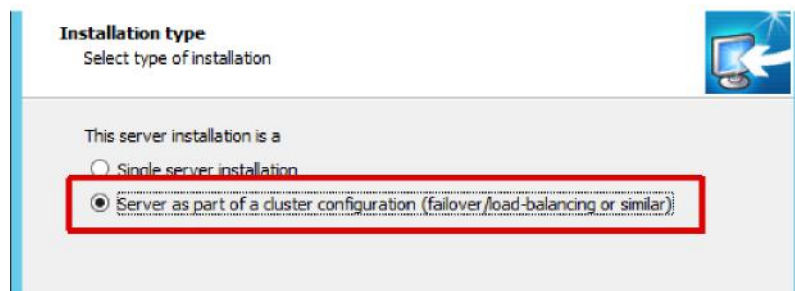 Installation type
Select type of installation
This server installation is a
Single server installation
Server as part of a cluster configuration (failover/load-balancing or similar)